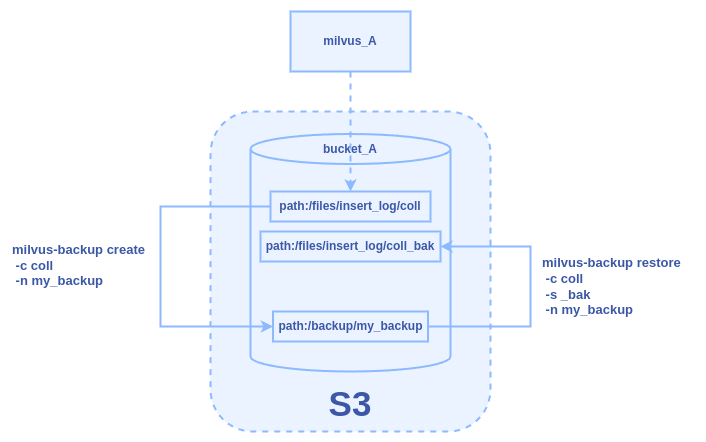 milvus_A
bucket_A
path:/files/insert_log/coll
path:/files/insert_log/coll_bak
milvus-backup create
-c coll
-n my_backup
milvus-backup restore
-c coll
-s _bak
-n my_backup
path:/backup/my_backup
S3